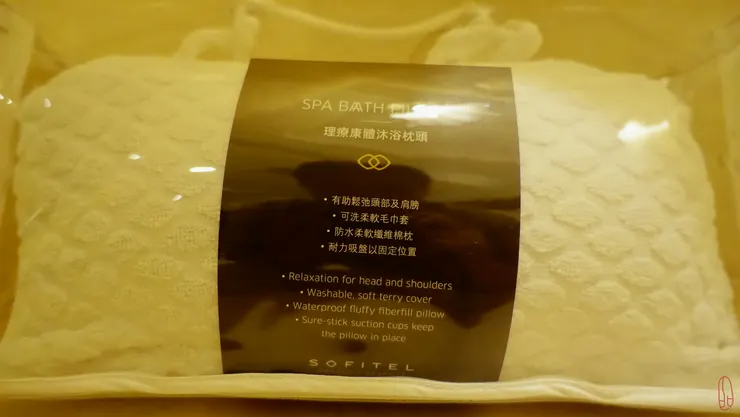 SPA BATH
理療康體沐浴枕頭
• 有助鬆弛頭部及肩膀
• 可洗柔軟毛巾套
• 防水柔軟纖維棉枕
• 耐力吸盤以固定位置
• Relaxation for head and shoulders
• Washable, soft terry cover
• Waterproof fluffy fiberfill pillow
• Sure-stick suction cups keep
the pillow in place
SOFITEL